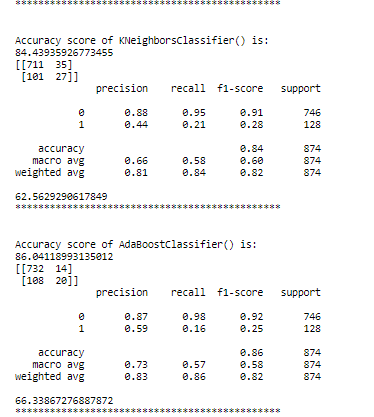 ***********************************************
Accuracy score of KNeighborsClassifier() is:
84.43935926773455
[[711  35]
 [101  27]]
              precision    recall  f1-score   support
           0       0.88      0.95      0.91       746
           1       0.44      0.21      0.28       128
    accuracy                           0.84       874
   macro avg       0.66      0.58      0.60       874
weighted avg       0.81      0.84      0.82       874
62.5629290617849
***********************************************
Accuracy score of AdaBoostClassifier() is:
86.04118993135012
[[732  14]
 [108  20]]
              precision    recall  f1-score   support
           0       0.87      0.98      0.92       746
           1       0.59      0.16      0.25       128
    accuracy                           0.86       874
   macro avg       0.73      0.57      0.58       874
weighted avg       0.83      0.86      0.82       874
66.33867276887872
***********************************************